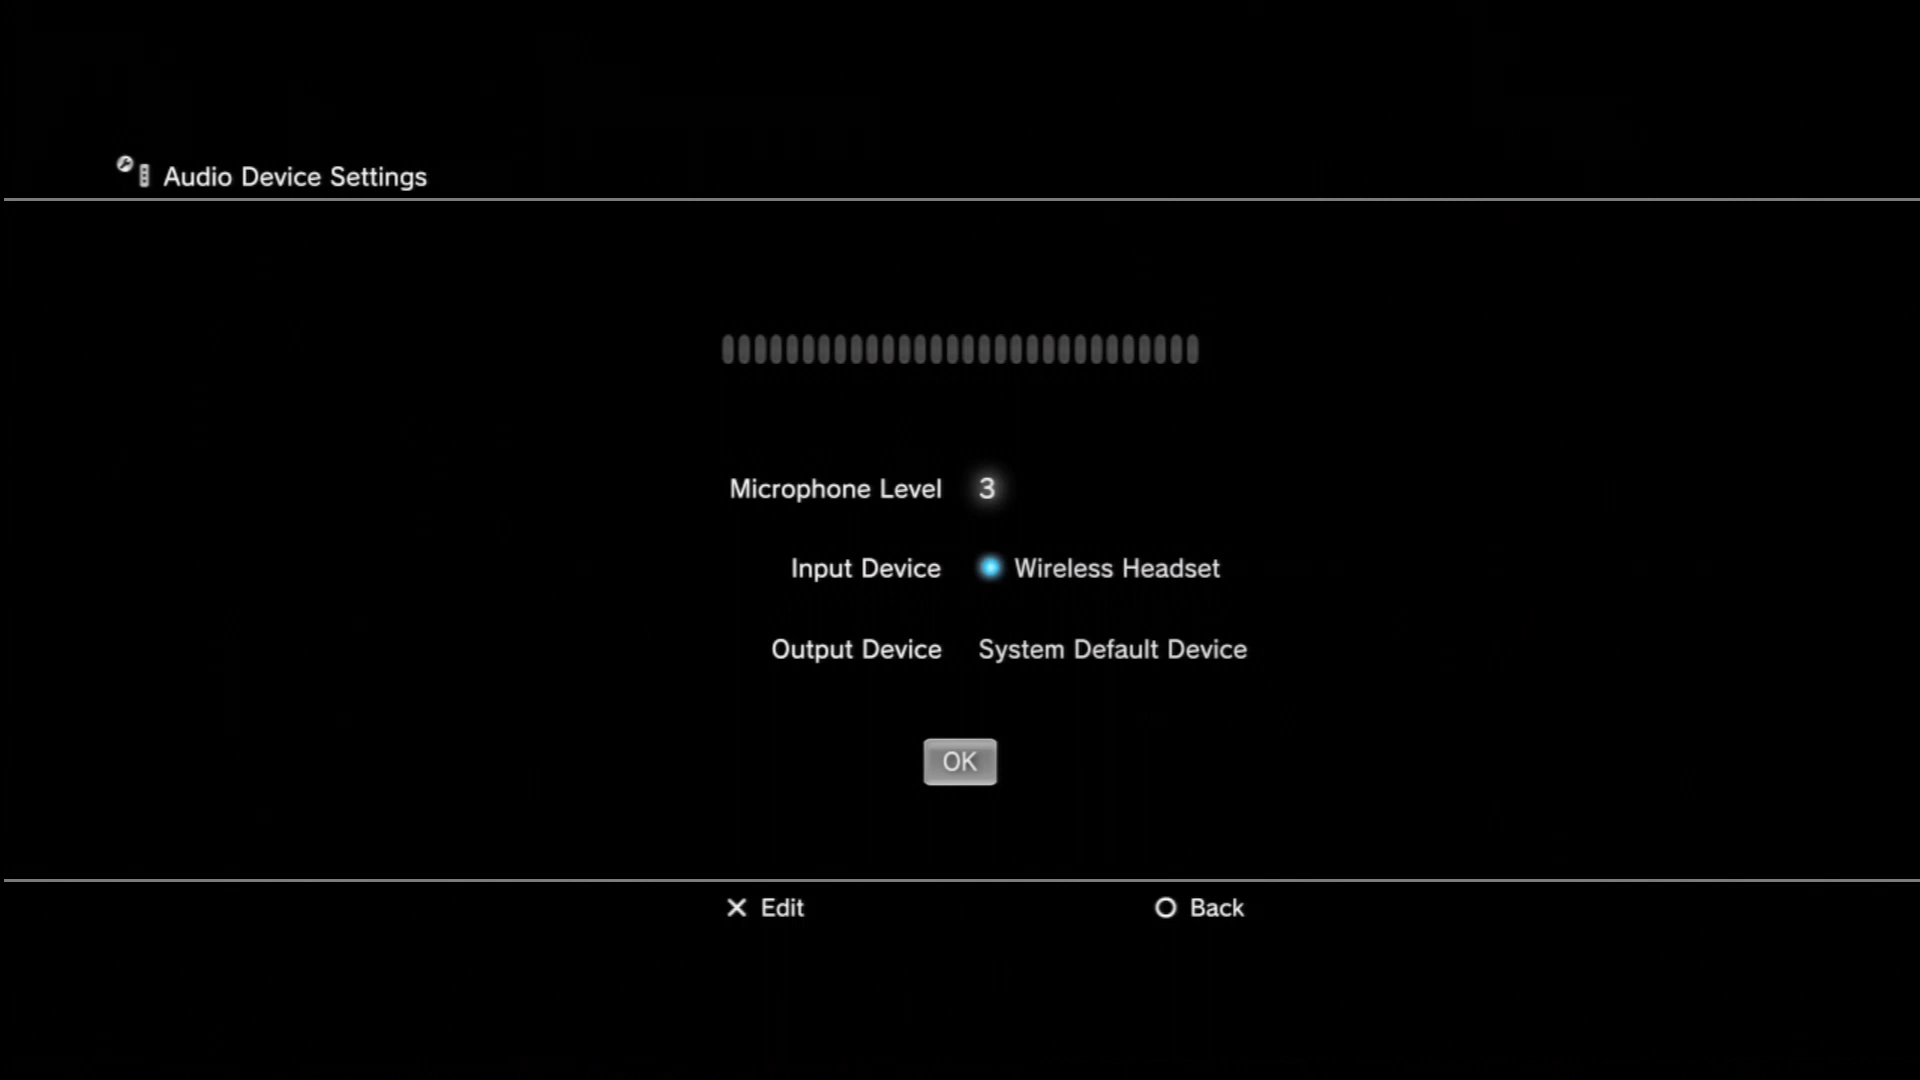 Audio Device Settings
Microphone Level 3
Input Device Wireless Headset
Output Device System Default Device
OK
Edit Back